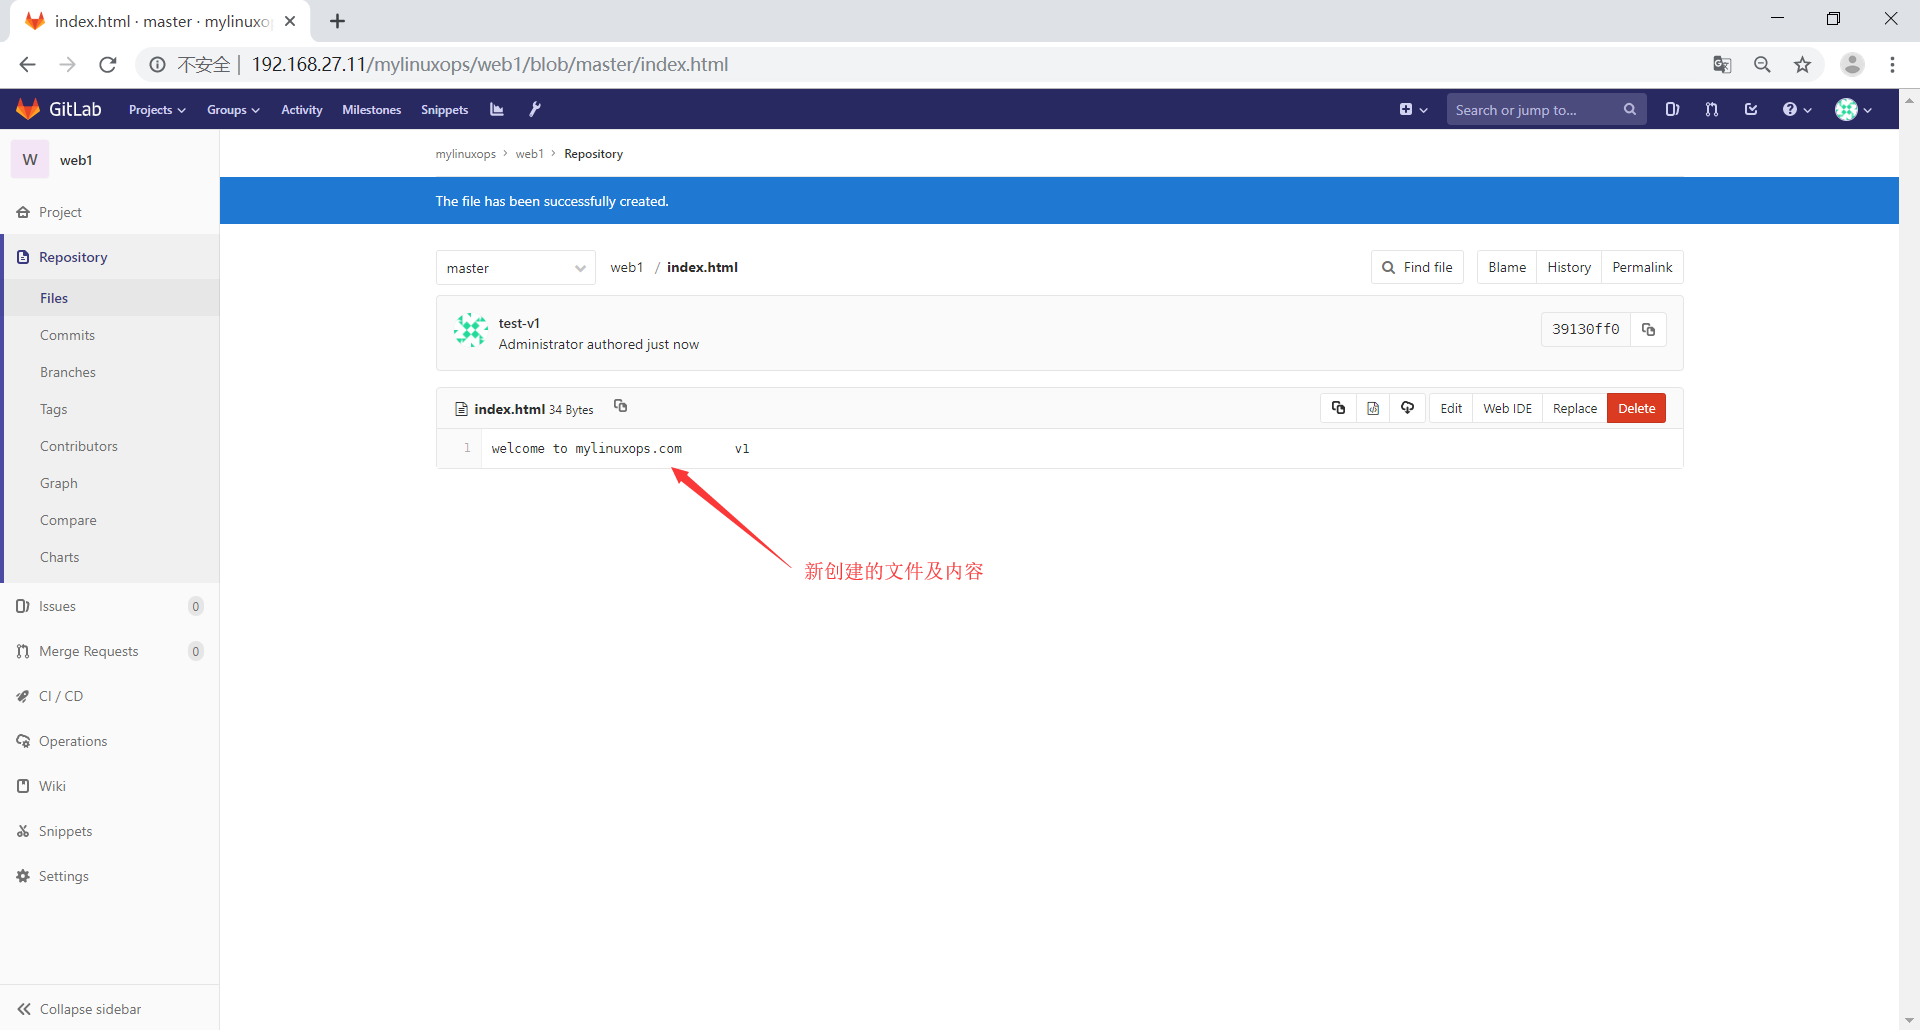 index.html · master · mylinuxo
不安全 | 192.168.27.11/mylinuxops/web1/blob/master/index.html
GitLab Projects Groups Activity Milestones Snippets Search or jump to...
W web1
mylinuxops › web1 › Repository
The file has been successfully created.
Project
Repository
Files
Commits
Branches
Tags
Contributors
Graph
Compare
Charts
Issues 0
Merge Requests 0
CI / CD
Operations
Wiki
Snippets
Settings
Collapse sidebar
master web1 / index.html Find file Blame History Permalink
test-v1
Administrator authored just now
39130ff0
index.html 34 Bytes Edit Web IDE Replace Delete
1 welcome to mylinuxops.com v1
新创建的文件及内容